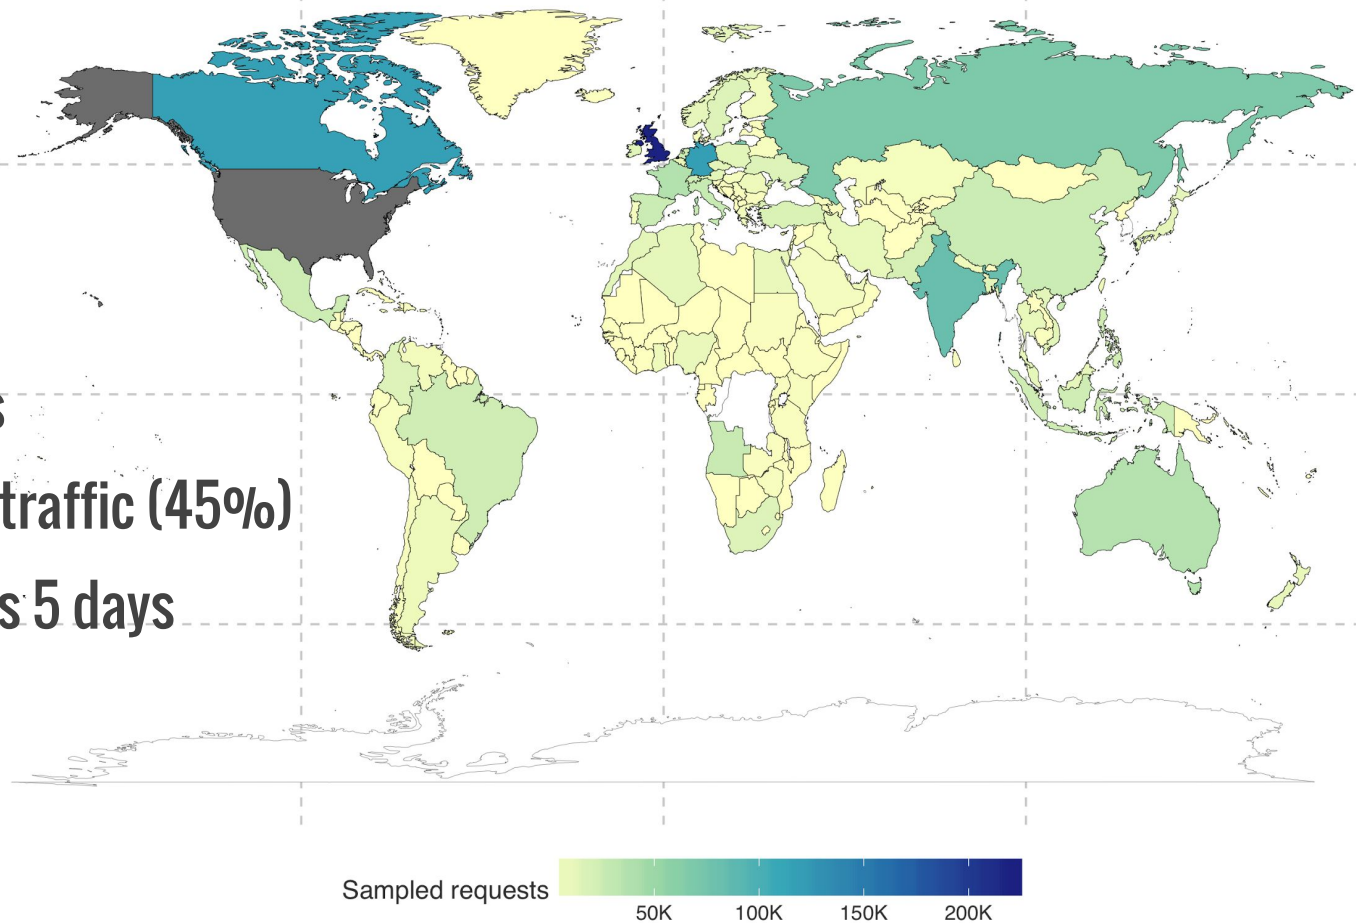 s
traffic (45%)
s 5 days
Sampled requests
50K 100K 150K 200K